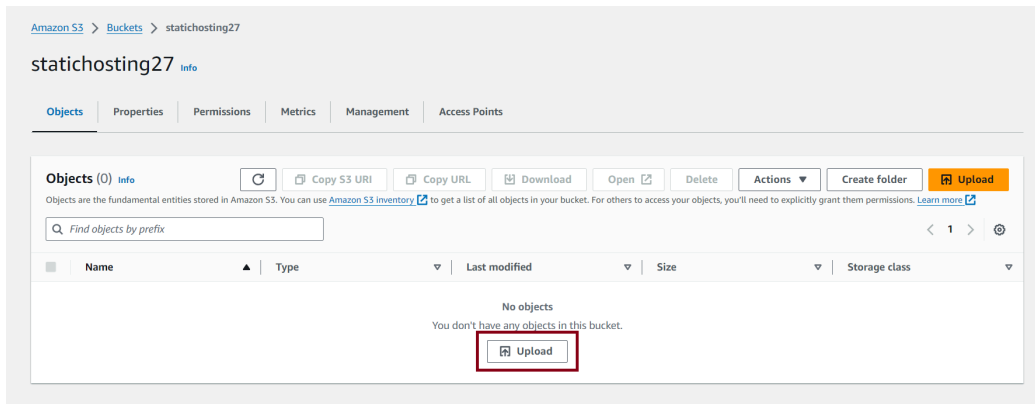 Amazon S3 > Buckets > statichosting27
statichosting27 Info
Objects Properties Permissions Metrics Management Access Points
Objects (0) Info Copy S3 URI Copy URL Download Open Delete Actions Create folder Upload
Objects are the fundamental entities stored in Amazon S3. You can use Amazon S3 inventory to get a list of all objects in your bucket. For others to access your objects, you'll need to explicitly grant them permissions. Learn more
Find objects by prefix < 1 >
Name Type Last modified Size Storage class
No objects
You don't have any objects in this bucket.
Upload